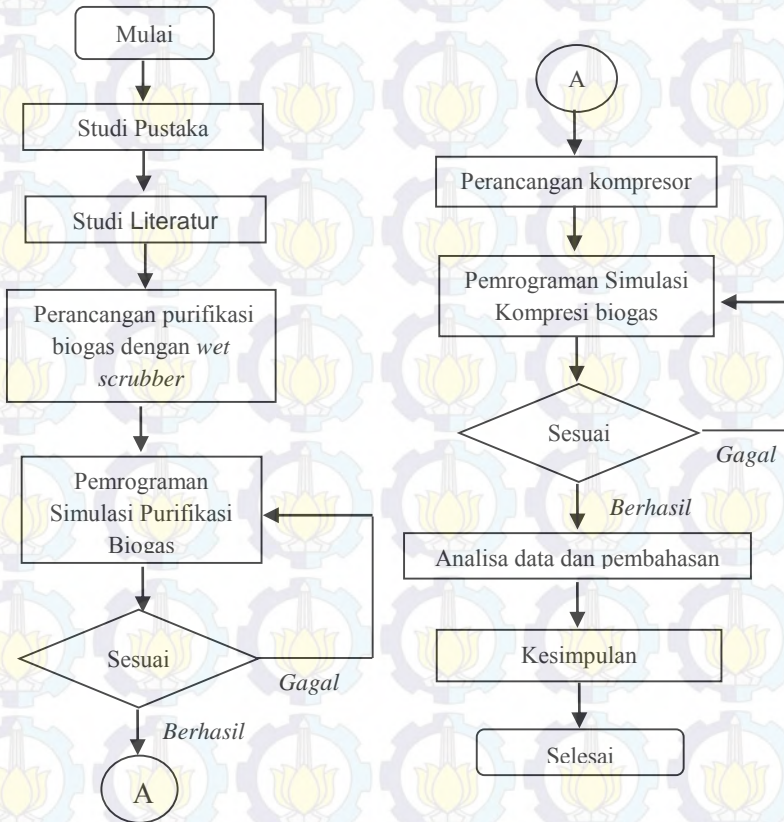 Mulai
Studi Pustaka
Studi Literatur
Perancangan purifikasi
biogas dengan wet
scrubber
Pemrograman
Simulasi Purifikasi
Biogas
Sesuai
Gagal
Berhasil
A
A
Perancangan kompresor
Pemrograman Simulasi
Kompresi biogas
Sesuai
Gagal
Berhasil
Analisa data dan pembahasan
Kesimpulan
Selesai